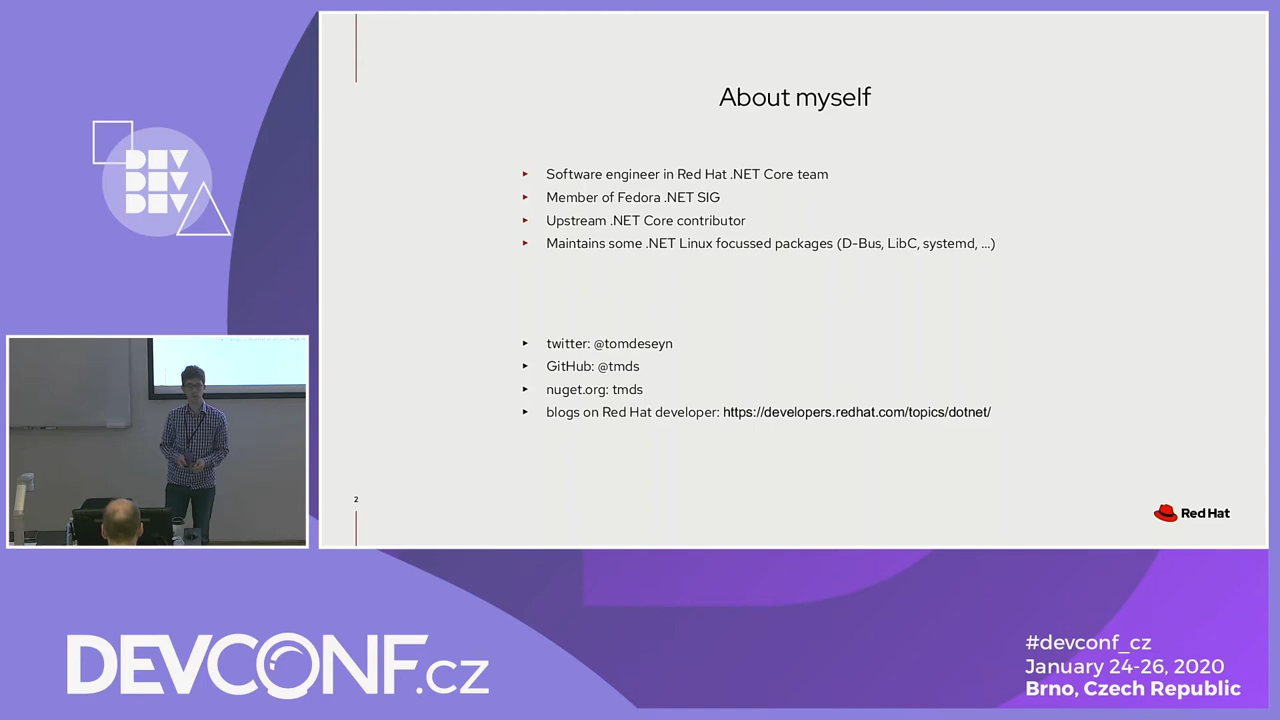 DEV
DEV
DEV
About myself
Software engineer in Red Hat .NET Core team
Member of Fedora .NET SIG
Upstream .NET Core contributor
Maintains some .NET Linux focussed packages (D-Bus, LibC, systemd, ...)
twitter: @tomdeseyn
GitHub: @tmds
nuget.org: tmds
blogs on Red Hat developer: https://developers.redhat.com/topics/dotnet/
2
Red Hat
DEVCONF.cz
#devconf_cz
January 24-26, 2020
Brno, Czech Republic